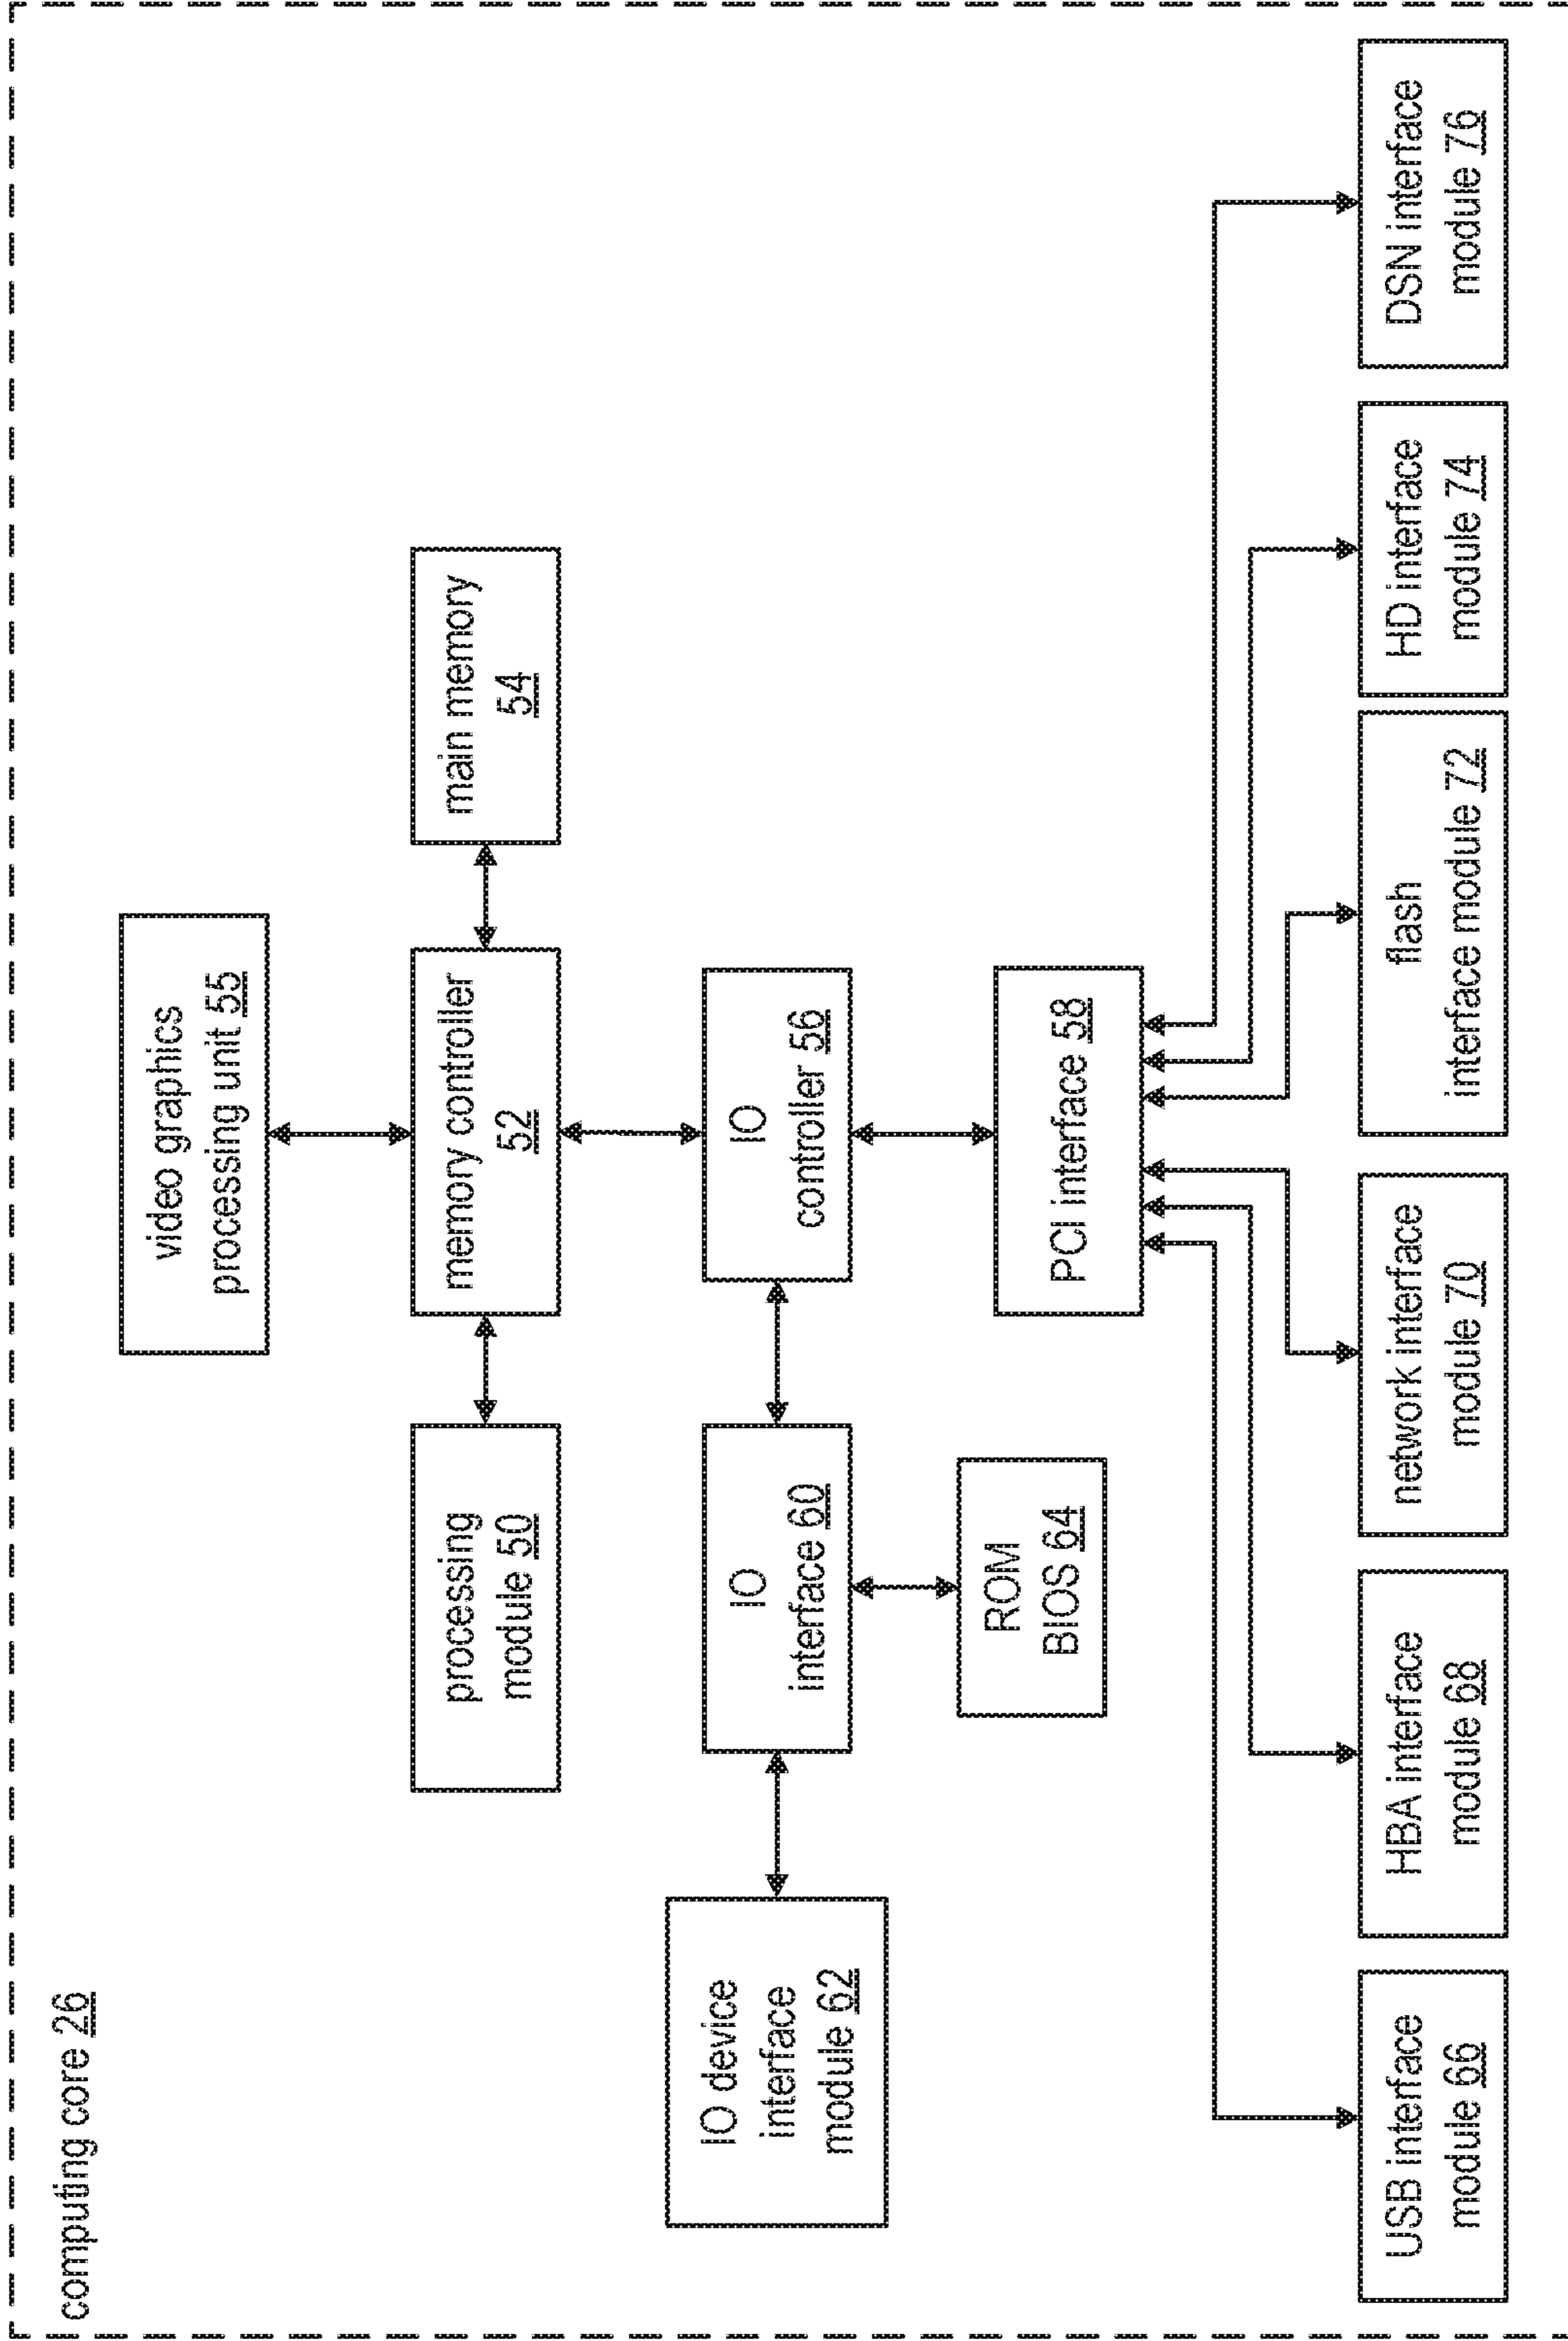 computing core 26
video graphics
processing unit 55
processing
module 50
memory controller
52
main memory
54
IO device
interface
module 62
IO
interface 60
IO
controller 56
ROM
BIOS 64
PCI interface 58
USB interface
module 66
HBA interface
module 68
network interface
module 70
flash
interface module 72
HD interface
module 74
DSN interface
module 76